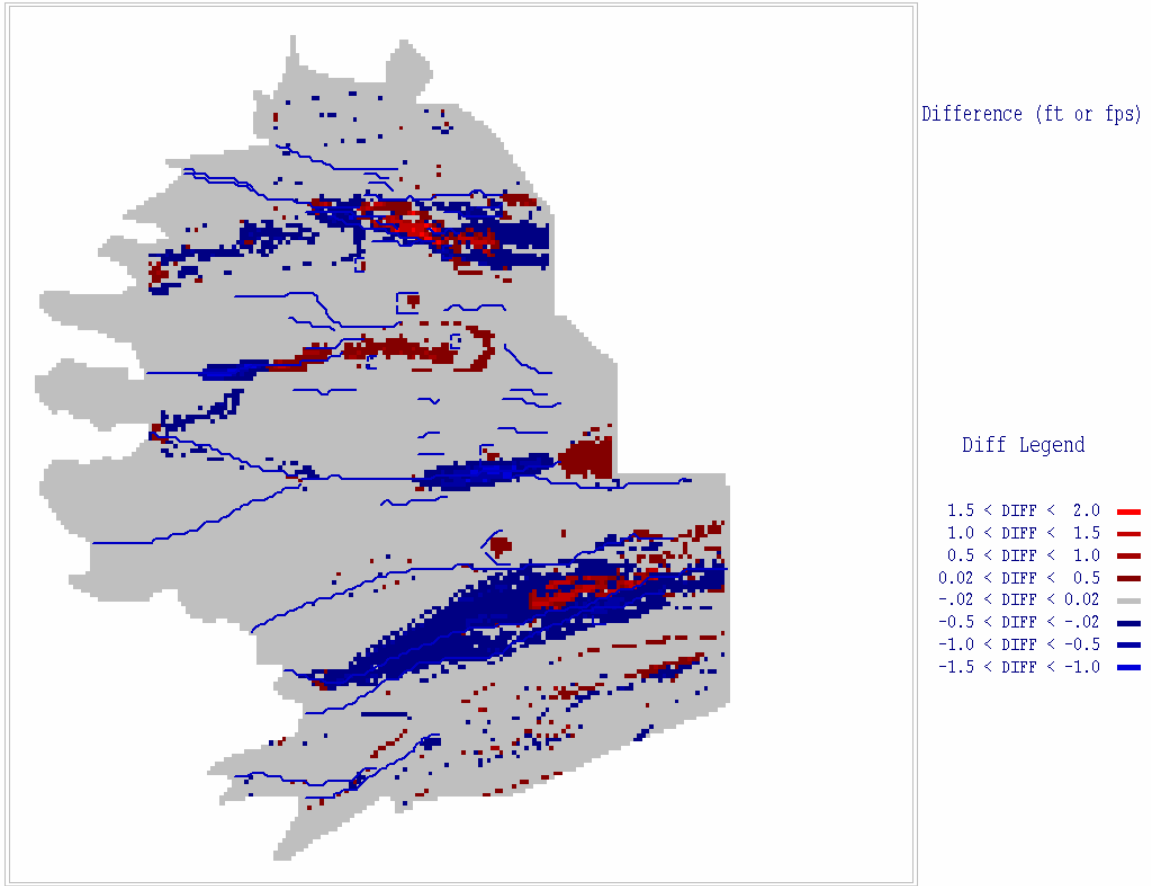 Difference (ft or fps)
Diff Legend
1.5 < DIFF < 2.0
1.0 < DIFF < 1.5
0.5 < DIFF < 1.0
0.02 < DIFF < 0.5
-.02 < DIFF < 0.02
-0.5 < DIFF < -.02
-1.0 < DIFF < -0.5
-1.5 < DIFF < -1.0